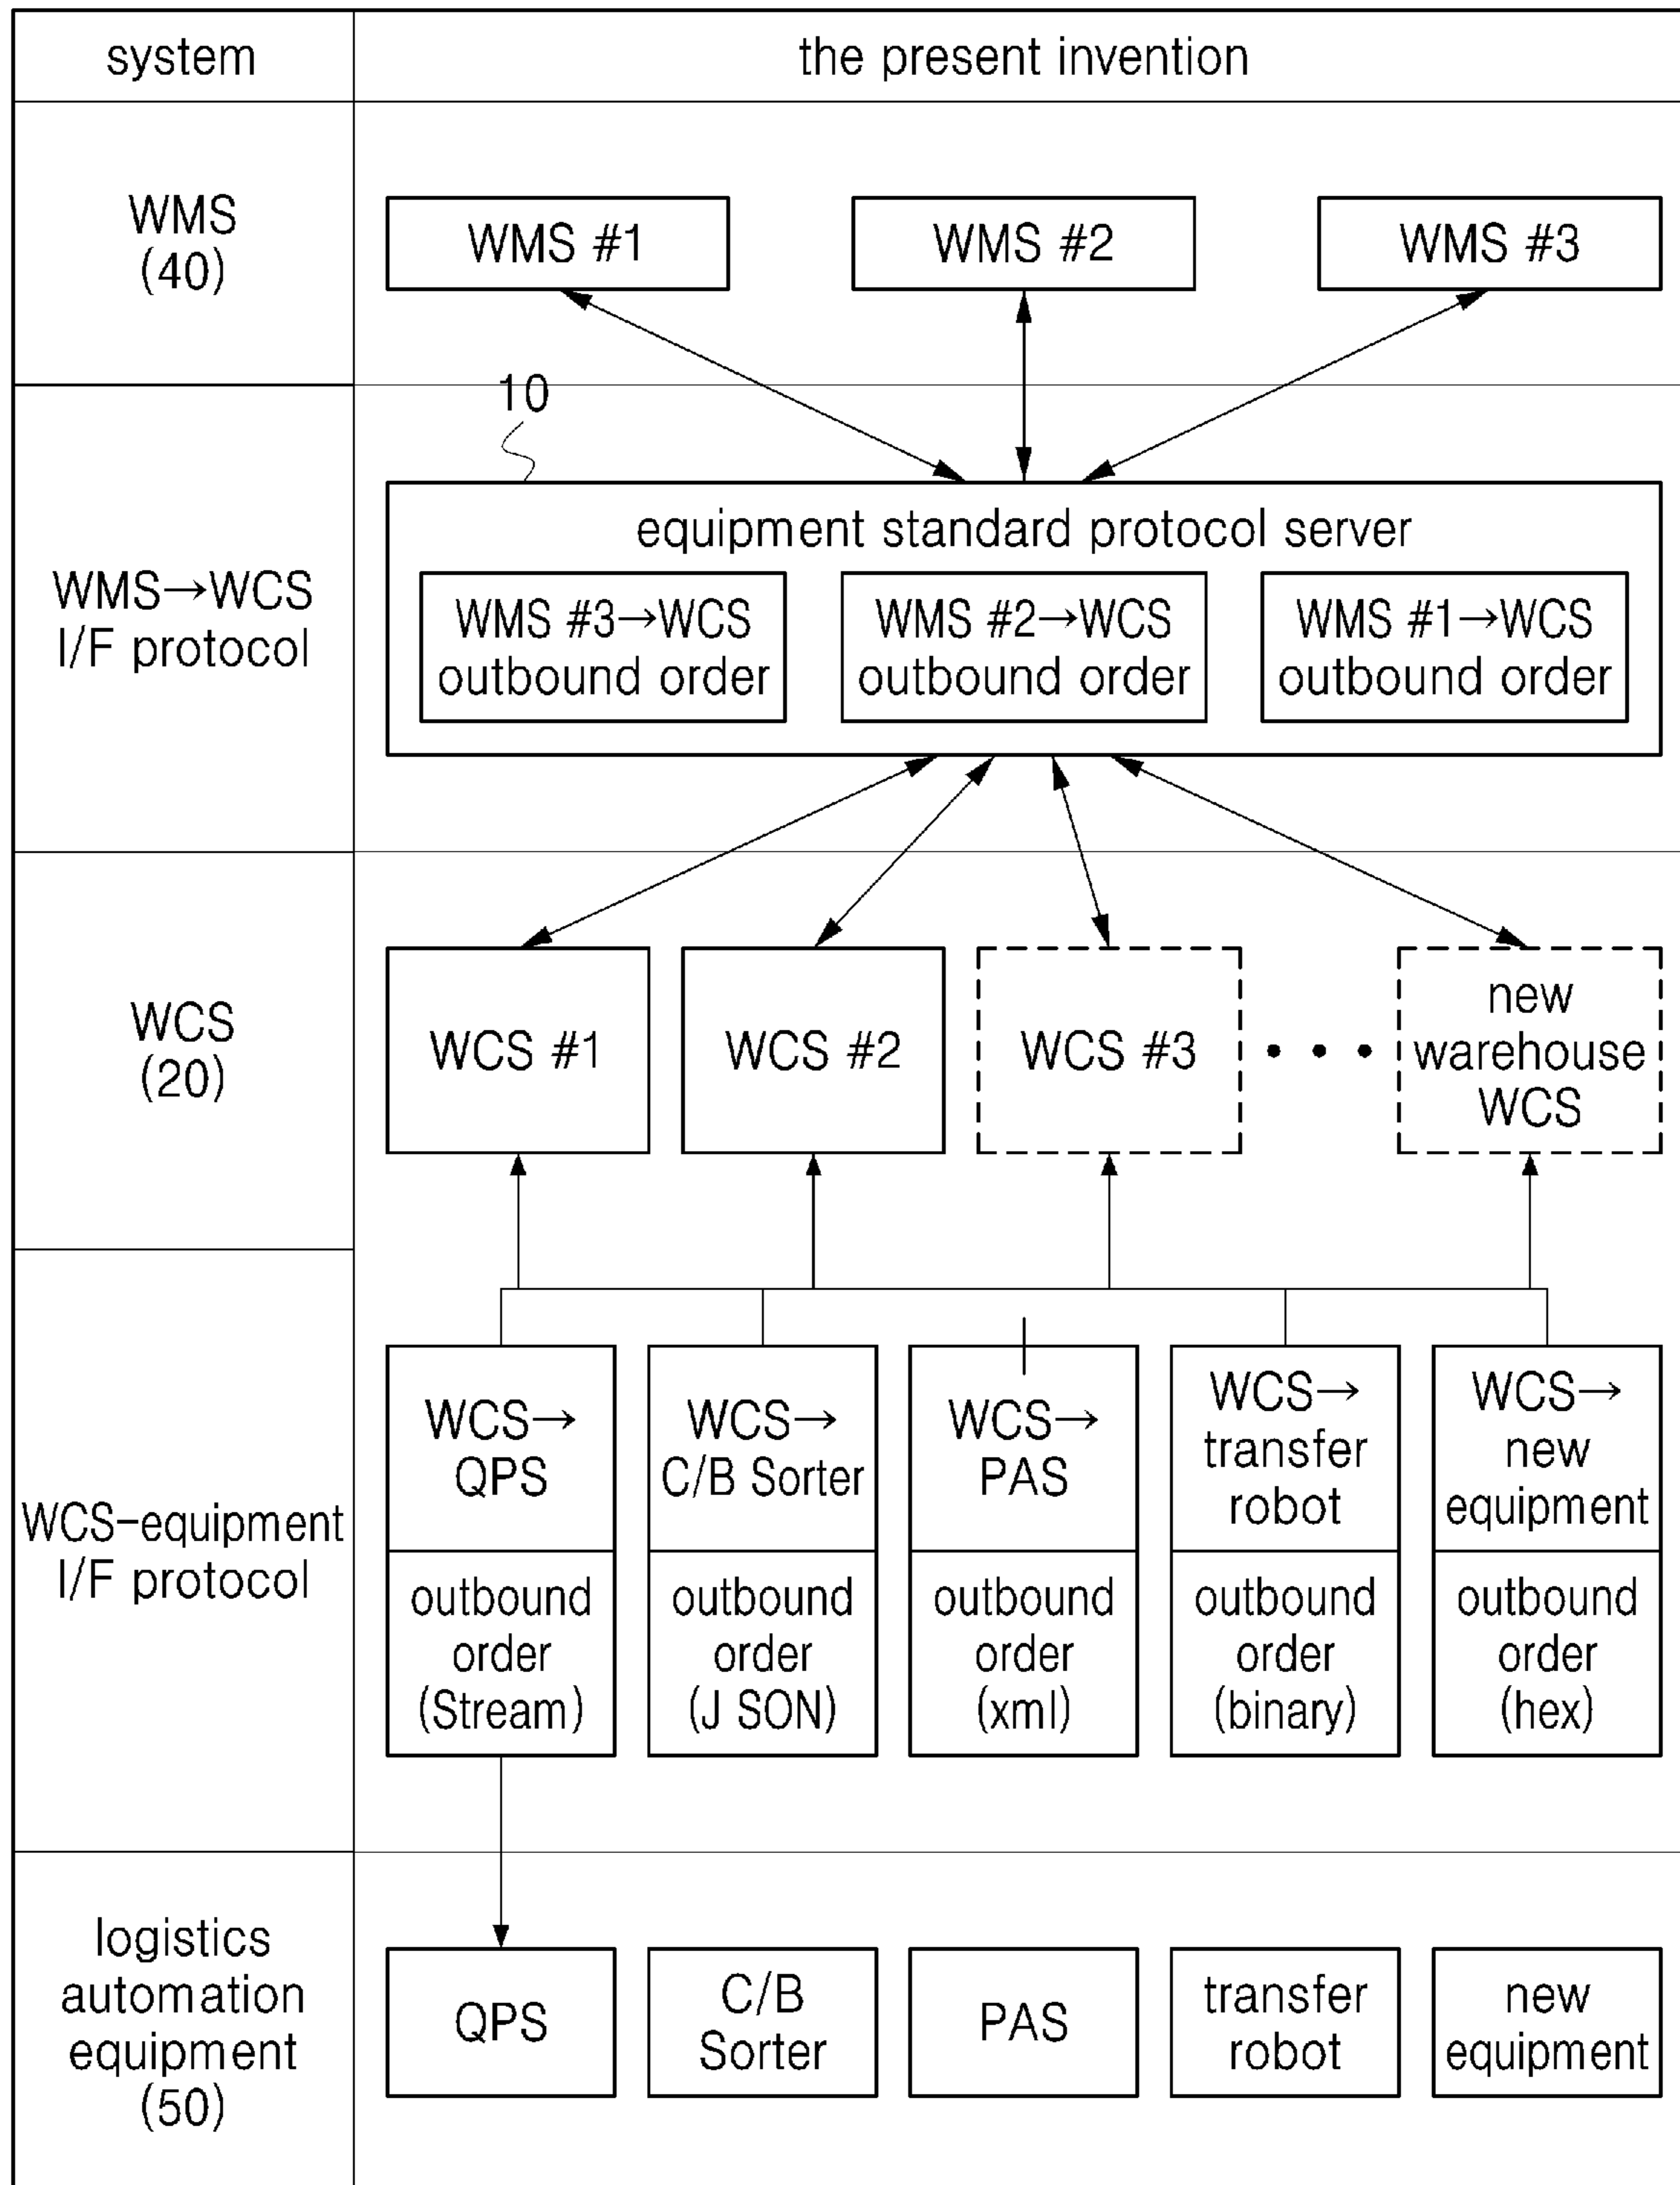 system
the present invention
WMS
(40)
WMS #1
WMS #2
WMS #3
WMS→WCS
I/F protocol
10
equipment standard protocol server
WMS #3→WCS
outbound order
WMS #2→WCS
outbound order
WMS #1→WCS
outbound order
WCS
(20)
WCS #1
WCS #2
WCS #3
• • •
new
warehouse
WCS
WCS-equipment
I/F protocol
WCS→
QPS
outbound
order
(Stream)
WCS→
C/B Sorter
outbound
order
(J SON)
WCS→
PAS
outbound
order
(xml)
WCS→
transfer
robot
outbound
order
(binary)
WCS→
new
equipment
outbound
order
(hex)
logistics
automation
equipment
(50)
QPS
C/B
Sorter
PAS
transfer
robot
new
equipment